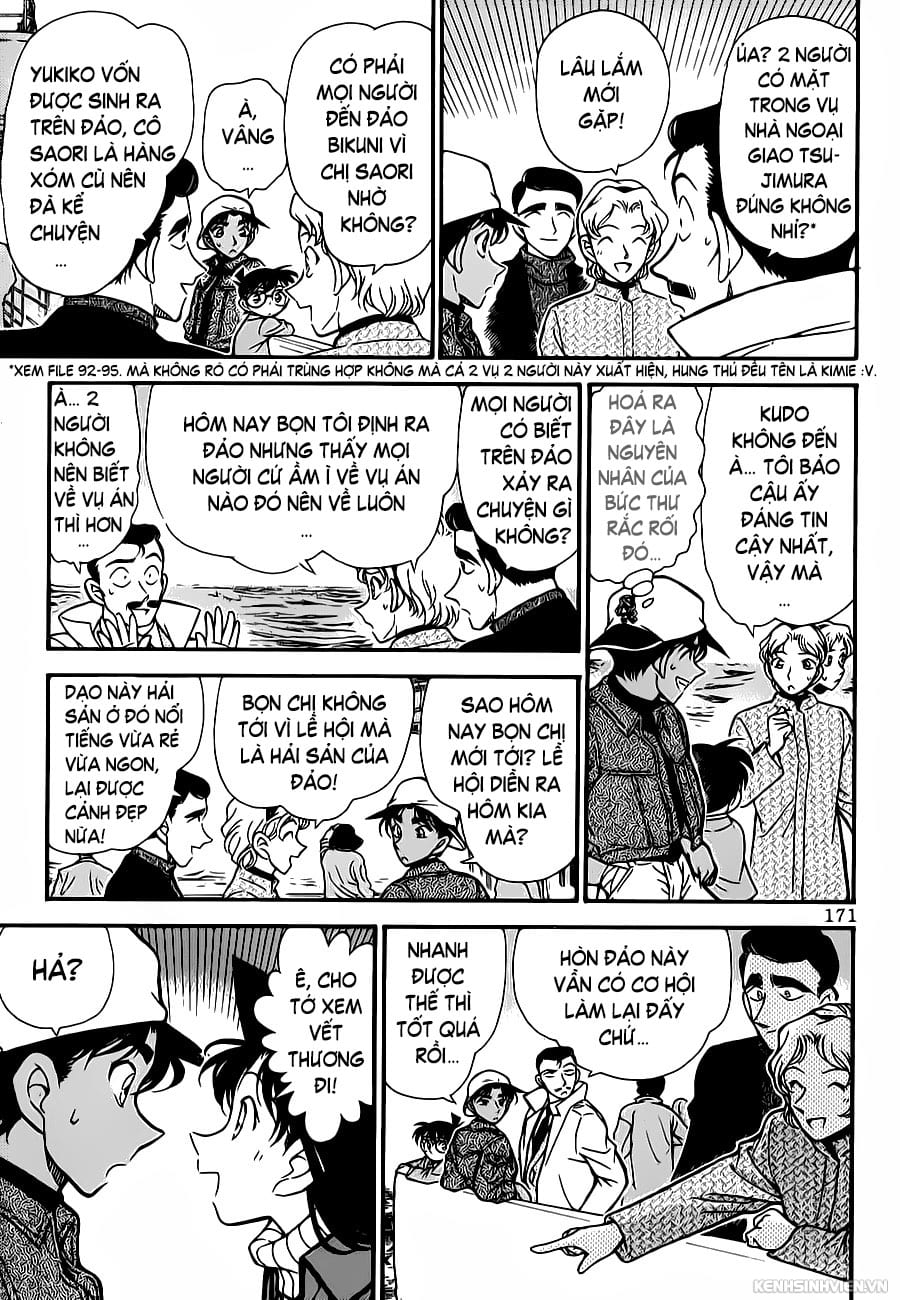 ỦA? 2 NGƯỜI
CÓ MẶT
TRONG VỤ
NHÀ NGOẠI
GIAO TSU-
JIMURA
ĐÚNG KHÔNG
NHỈ?*
LÂU LẮM
MỚI
GẶP!
CÓ PHẢI
MỌI NGƯỜI
ĐẾN ĐẢO
BIKUNI VÌ
CHỊ SAORI
NHỜ
KHÔNG?
À,
VÂNG
...
YUKIKO VỐN
ĐƯỢC SINH RA
TRÊN ĐẢO, CÔ
SAORI LÀ HÀNG
XÓM CŨ NÊN
ĐÃ KỂ
CHUYỆN
...
*XEM FILE 92-95. MÀ KHÔNG RÕ CÓ PHẢI TRÙNG HỢP KHÔNG MÀ CẢ 2 VỤ 2 NGƯỜI NÀY XUẤT HIỆN, HUNG THỦ ĐỀU TÊN LÀ KIMIE :V.
KUDO
KHÔNG ĐẾN
À... TÔI BẢO
CẬU ẤY
ĐÁNG TIN
CẬY NHẤT,
VẬY MÀ
...
HOÁ RA
ĐÂY LÀ
NGUYÊN
NHÂN CỦA
BỨC THƯ
RẮC RỐI
ĐÓ...
MỌI NGƯỜI
CÓ BIẾT
TRÊN ĐẢO
XẢY RA
CHUYỆN GÌ
KHÔNG?
HÔM NAY BỌN TÔI ĐỊNH RA
ĐẢO NHƯNG THẤY MỌI
NGƯỜI CỨ ẦM Ĩ VỀ VỤ ÁN
NÀO ĐÓ NÊN VỀ LUÔN
...
À... 2
NGƯỜI
KHÔNG
NÊN BIẾT
VỀ VỤ ÁN
THÌ HƠN
...
SAO HÔM
NAY BỌN CHỊ
MỚI TỚI? LỄ
HỘI DIỄN RA
HÔM KIA
MÀ?
BỌN CHỊ KHÔNG
TỚI VÌ LỄ HỘI MÀ
LÀ HẢI SẢN CỦA
ĐẢO!
DẠO NÀY HẢI
SẢN Ở ĐÓ NỔI
TIẾNG VỪA RẺ
VỪA NGON,
LẠI ĐƯỢC
CẢNH ĐẸP
NỮA!
171
HÒN ĐẢO NÀY
VẪN CÓ CƠ HỘI
LÀM LẠI ĐẤY
CHỨ...
NHANH
ĐƯỢC
THẾ THÌ
TỐT QUÁ
RỒI...
Ê, CHO
TỚ XEM
VẾT
THƯƠNG
ĐI!
HẢ?
KENHSINHVIEN.VN